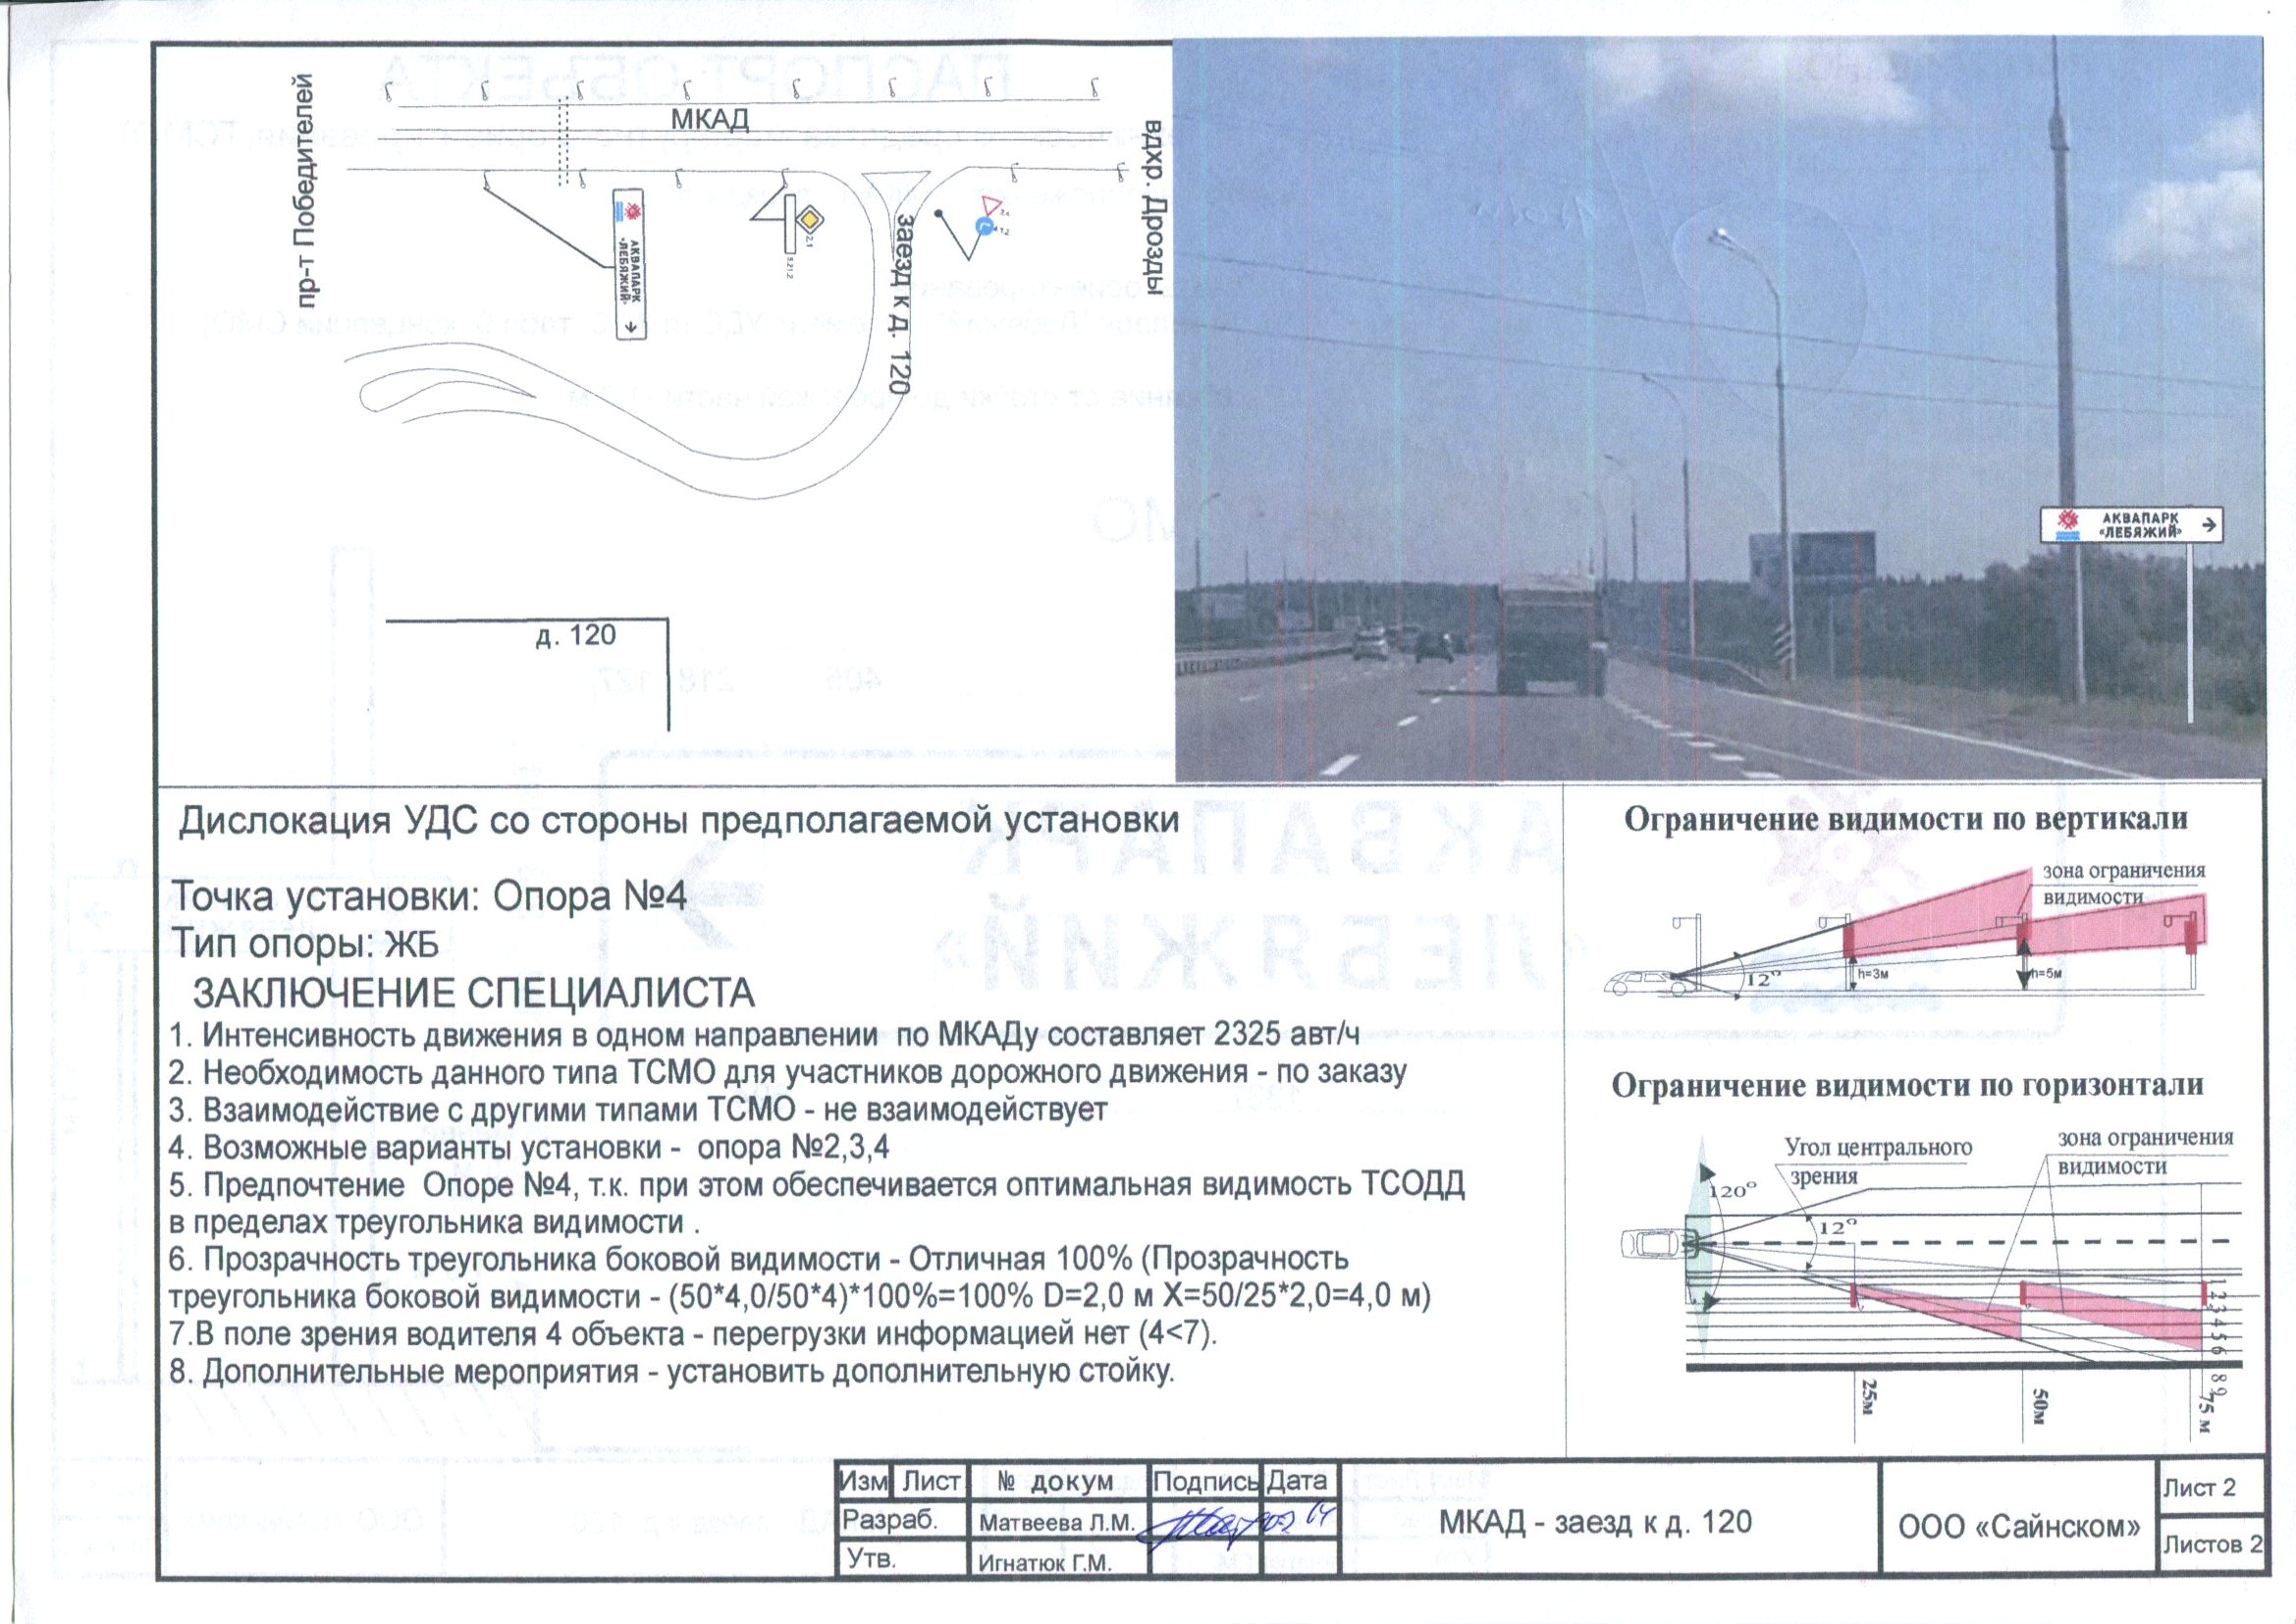 пр-т Победителей
МКАД
вдхр. Дрозды
АКВАПАРК
«ЛЕБЯЖИЙ»
2.1
5.21.2
заезд к д. 120
д. 120
АКВАПАРК
«ЛЕБЯЖИЙ»
Дислокация УДС со стороны предполагаемой установки
Точка установки: Опора №4
Тип опоры: ЖБ
ЗАКЛЮЧЕНИЕ СПЕЦИАЛИСТА
1. Интенсивность движения в одном направлении по МКАДу составляет 2325 авт/ч
2. Необходимость данного типа ТСМО для участников дорожного движения - по заказу
3. Взаимодействие с другими типами ТСМО - не взаимодействует
4. Возможные варианты установки - опора №2,3,4
5. Предпочтение Опоре №4, т.к. при этом обеспечивается оптимальная видимость ТСОДД
в пределах треугольника видимости .
6. Прозрачность треугольника боковой видимости - Отличная 100% (Прозрачность
треугольника боковой видимости - (50*4,0/50*4)*100%=100% D=2,0 м X=50/25*2,0=4,0 м)
7.В поле зрения водителя 4 объекта - перегрузки информацией нет (4<7).
8. Дополнительные мероприятия - установить дополнительную стойку.
Ограничение видимости по вертикали
зона ограничения
видимости
12°
h=3м
h=5м
Ограничение видимости по горизонтали
Угол центрального
зрения
зона ограничения
видимости
120°
12°
1 2 3 4 5 6 8 9
25м
50м
75 м
Изм Лист № докум Подпись Дата
Разраб. Матвеева Л.М.
Утв. Игнатюк Г.М.
МКАД - заезд к д. 120
ООО «Сайнском»
Лист 2
Листов 2